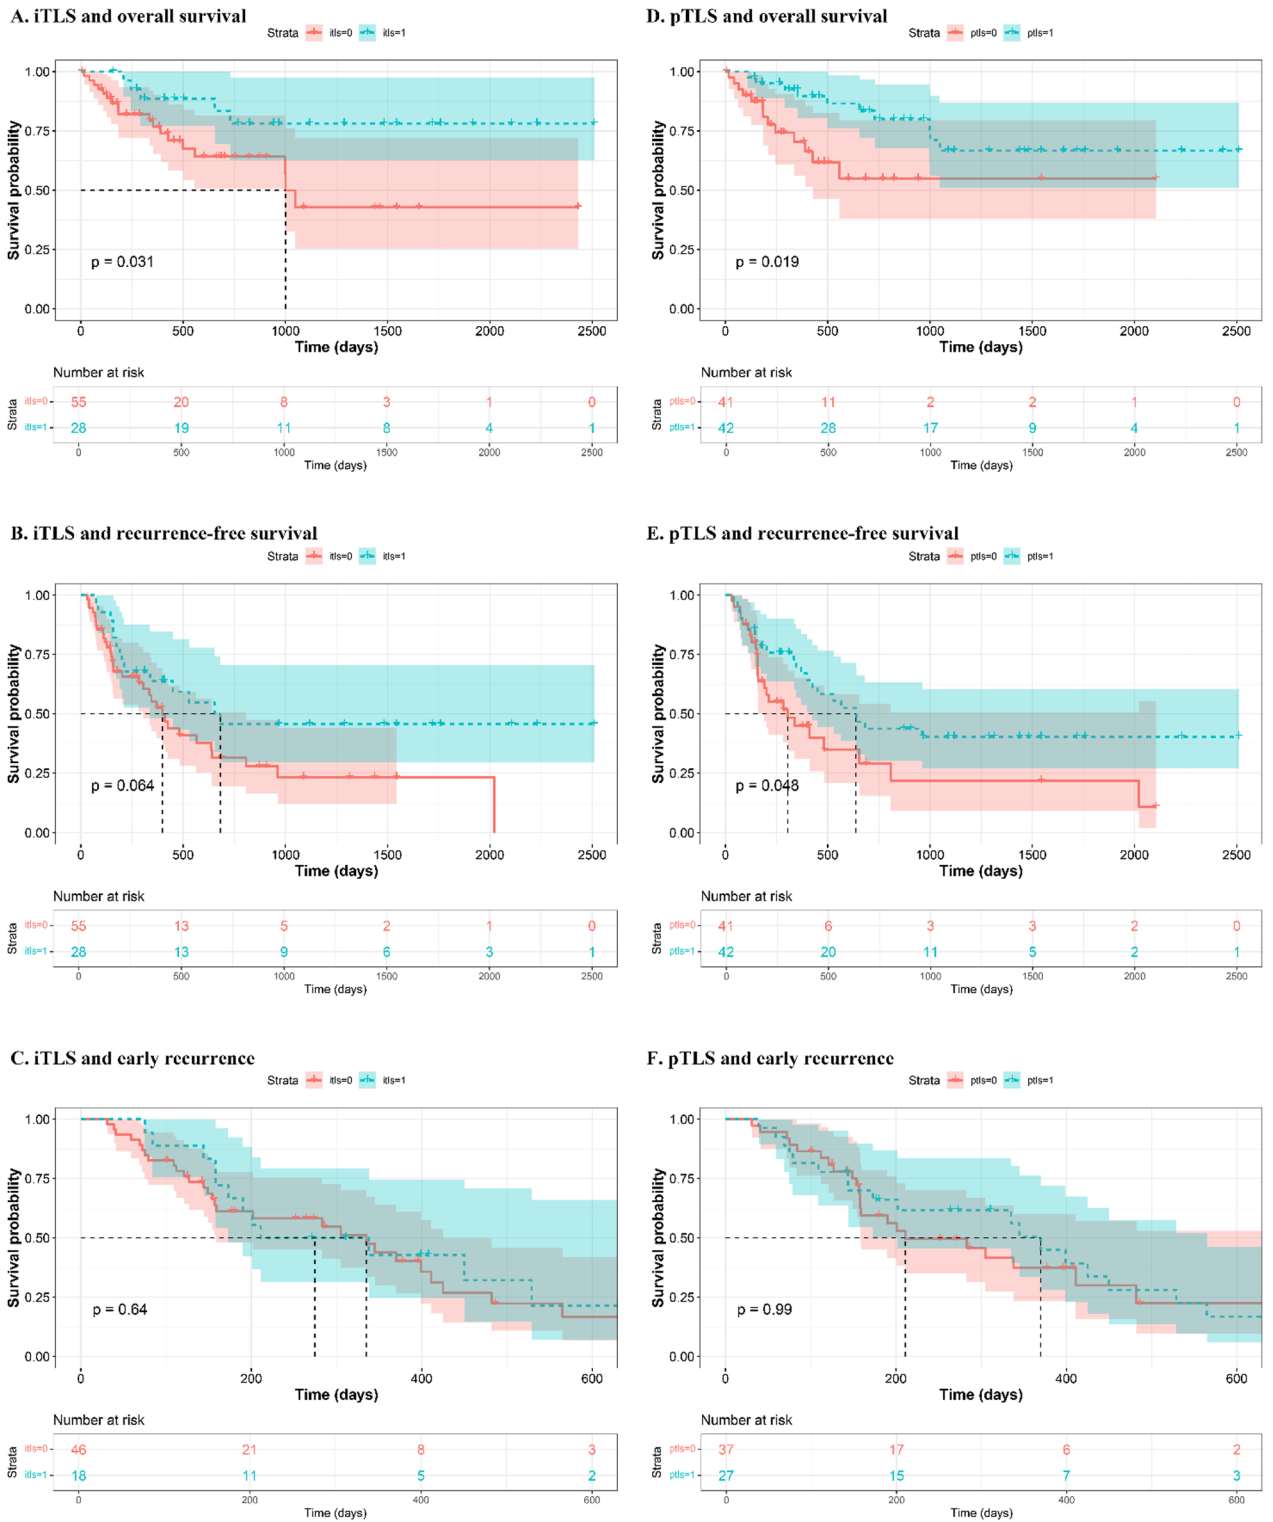 A. iTLS and overall survival
Strata itls=0 itls=1
Survival probability
1.00
0.75
0.50
0.25
0.00
p = 0.031
0 500 1000 1500 2000 2500
Time (days)
Number at risk
Strata
itls=0 55 20 8 3 1 0
itls=1 28 19 11 8 4 1
0 500 1000 1500 2000 2500
Time (days)
D. pTLS and overall survival
Strata ptls=0 ptls=1
Survival probability
1.00
0.75
0.50
0.25
0.00
p = 0.019
0 500 1000 1500 2000 2500
Time (days)
Number at risk
Strata
ptls=0 41 11 2 2 1 0
ptls=1 42 28 17 9 4 1
0 500 1000 1500 2000 2500
Time (days)
B. iTLS and recurrence-free survival
Strata itls=0 itls=1
Survival probability
1.00
0.75
0.50
0.25
0.00
p = 0.064
0 500 1000 1500 2000 2500
Time (days)
Number at risk
Strata
itls=0 55 13 5 2 1 0
itls=1 28 13 9 6 3 1
0 500 1000 1500 2000 2500
Time (days)
E. pTLS and recurrence-free survival
Strata ptls=0 ptls=1
Survival probability
1.00
0.75
0.50
0.25
0.00
p = 0.048
0 500 1000 1500 2000 2500
Time (days)
Number at risk
Strata
ptls=0 41 6 3 3 2 0
ptls=1 42 20 11 5 2 1
0 500 1000 1500 2000 2500
Time (days)
C. iTLS and early recurrence
Strata itls=0 itls=1
Survival probability
1.00
0.75
0.50
0.25
0.00
p = 0.64
0 200 400 600
Time (days)
Number at risk
Strata
itls=0 46 21 8 3
itls=1 18 11 5 2
0 200 400 600
Time (days)
F. pTLS and early recurrence
Strata ptls=0 ptls=1
Survival probability
1.00
0.75
0.50
0.25
0.00
p = 0.99
0 200 400 600
Time (days)
Number at risk
Strata
ptls=0 37 17 6 2
ptls=1 27 15 7 3
0 200 400 600
Time (days)